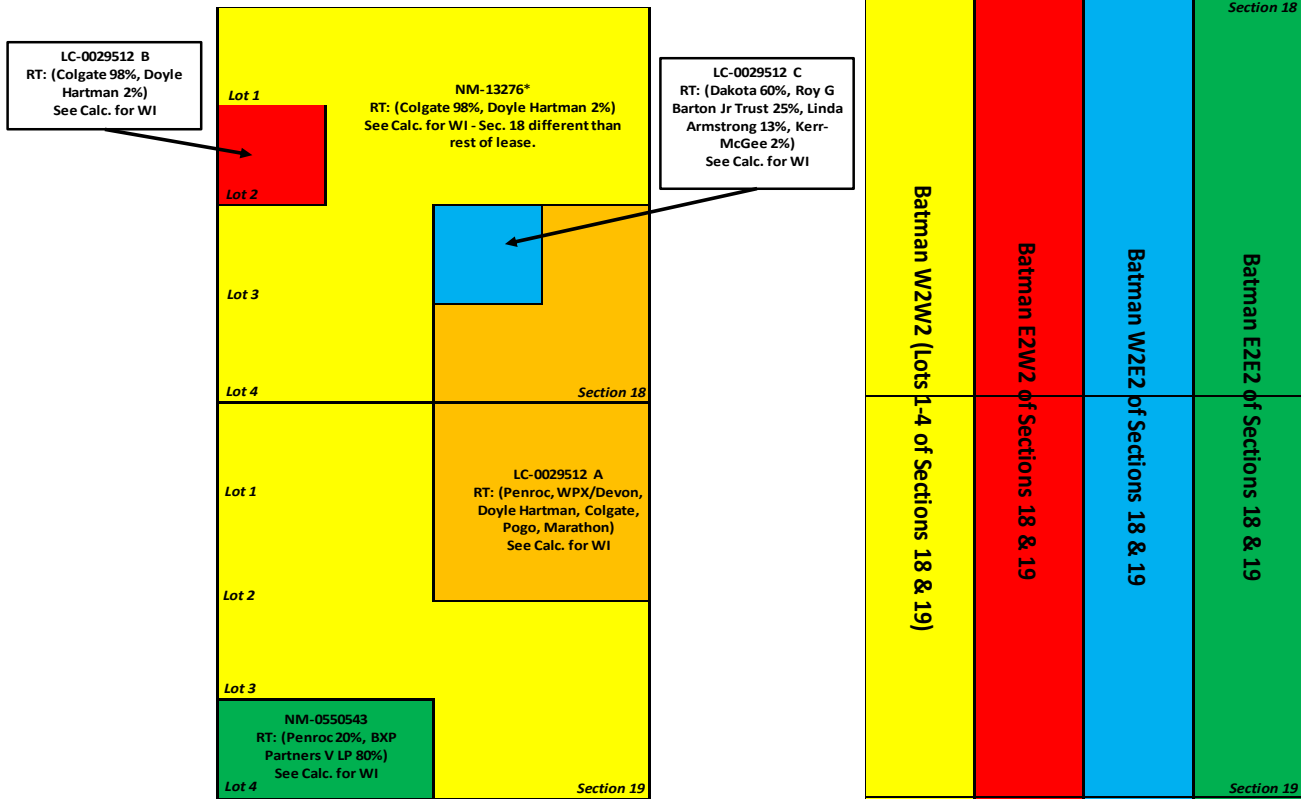 LC-0029512 B
RT: (Colgate 98%, Doyle
Hartman 2%)
See Calc. for WI
Lot 1
NM-13276*
RT: (Colgate 98%, Doyle Hartman 2%)
See Calc. for WI - Sec. 18 different than
rest of lease.
LC-0029512 C
RT: (Dakota 60%, Roy G
Barton Jr Trust 25%, Linda
Armstrong 13%, Kerr-
McGee 2%)
See Calc. for WI
Lot 2
Lot 3
Lot 4
Section 18
Lot 1
LC-0029512 A
RT: (Penroc, WPX/Devon,
Doyle Hartman, Colgate,
Pogo, Marathon)
See Calc. for WI
Lot 2
Lot 3
NM-0550543
RT: (Penroc 20%, BXP
Partners V LP 80%)
See Calc. for WI
Lot 4
Section 19
Section 18
Batman W2W2 (Lots 1-4 of Sections 18 & 19)
Batman E2W2 of Sections 18 & 19
Batman W2E2 of Sections 18 & 19
Batman E2E2 of Sections 18 & 19
Section 19